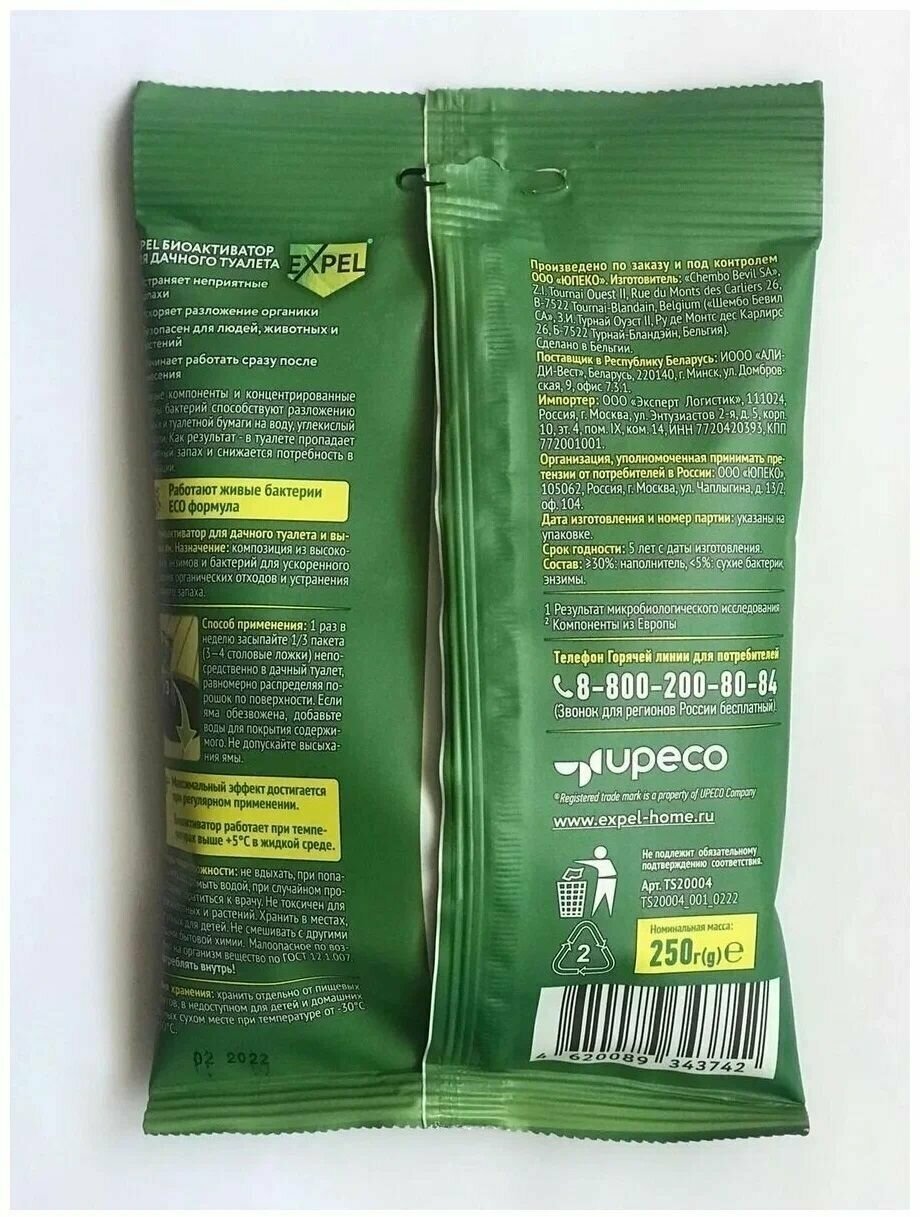 БИОАКТИВАТОР
ДАЧНОГО ТУАЛЕТА
EXPEL
неприятные
разложение органики
для людей, животных и
работать сразу после
компоненты и концентрированные
бактерий способствуют разложению
туалетной бумаги на воду, углекислый
Как результат - в туалете пропадает
запах и снижается потребность в
Работают живые бактерии
ECO формула
для дачного туалета и вы-
Назначение: композиция из высоко-
и бактерий для ускоренного
органических отходов и устранения
запаха.
Способ применения: 1 раз в
неделю засыпайте 1/3 пакета
(3–4 столовые ложки) непо-
средственно в дачный туалет,
равномерно распределяя по-
рошок по поверхности. Если
яма обезвожена, добавьте
воды для покрытия содержи-
мого. Не допускайте высыха-
ния ямы.
Максимальный эффект достигается
при регулярном применении.
работает при темпе-
выше +5°C в жидкой среде.
не вдыхать, при попа-
водой, при случайном про-
к врачу. Не токсичен для
и растений. Хранить в местах,
для детей. Не смешивать с другими
бытовой химии. Малоопасное по воз-
на организм вещество по ГОСТ 12.1.007.
внутрь!
хранения: хранить отдельно от пищевых
в недоступном для детей и домашних
сухом месте при температуре от -30°C
02 2022
Произведено по заказу и под контролем
ООО «ЮПЕКО». Изготовитель: «Chembo Bevil SA»,
Z.I. Tournai Ouest II, Rue du Monts des Carliers 26,
B-7522 Tournai-Blandain, Belgium («Шембо Бевил
СА», З.И. Турнай Оуэст II, Ру де Монтс дес Карлирс
26, Б-7522 Турнай-Бландэйн, Бельгия).
Сделано в Бельгии.
Поставщик в Республику Беларусь: ИООО «АЛИ-
ДИ-Вест», Беларусь, 220140, г. Минск, ул. Домбров-
ская, 9, офис 7.3.1.
Импортер: ООО «Эксперт Логистик», 111024,
Россия, г. Москва, ул. Энтузиастов 2-я, д. 5, корп.
10, эт. 4, пом. IX, ком. 14, ИНН 7720420393, КПП
772001001.
Организация, уполномоченная принимать пре-
тензии от потребителей в России: ООО «ЮПЕКО»,
105062, Россия, г. Москва, ул. Чаплыгина, д. 13/2,
оф. 104.
Дата изготовления и номер партии: указаны на
упаковке.
Срок годности: 5 лет с даты изготовления.
Состав: ≥30%: наполнитель, <5%: сухие бактерии,
энзимы.
1 Результат микробиологического исследования
² Компоненты из Европы
Телефон Горячей линии для потребителей
8-800-200-80-84
(Звонок для регионов России бесплатный).
upeco
®Registered trade mark is a property of UPECO Company
www.expel-home.ru
Не подлежит обязательному
подтверждению соответствия.
Арт. TS20004
TS20004_001_0222
Номинальная масса:
250г(g)℮
2
4 620089 343742